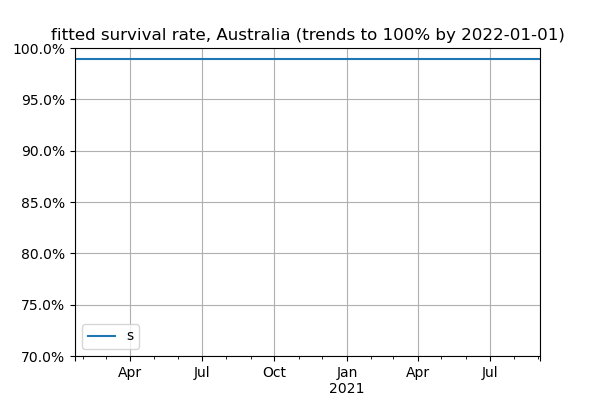 fitted survival rate, Australia (trends to 100% by 2022-01-01)
100.0%
95.0%
90.0%
85.0%
80.0%
75.0%
70.0%
s
Apr Jul Oct Jan Apr Jul
2021